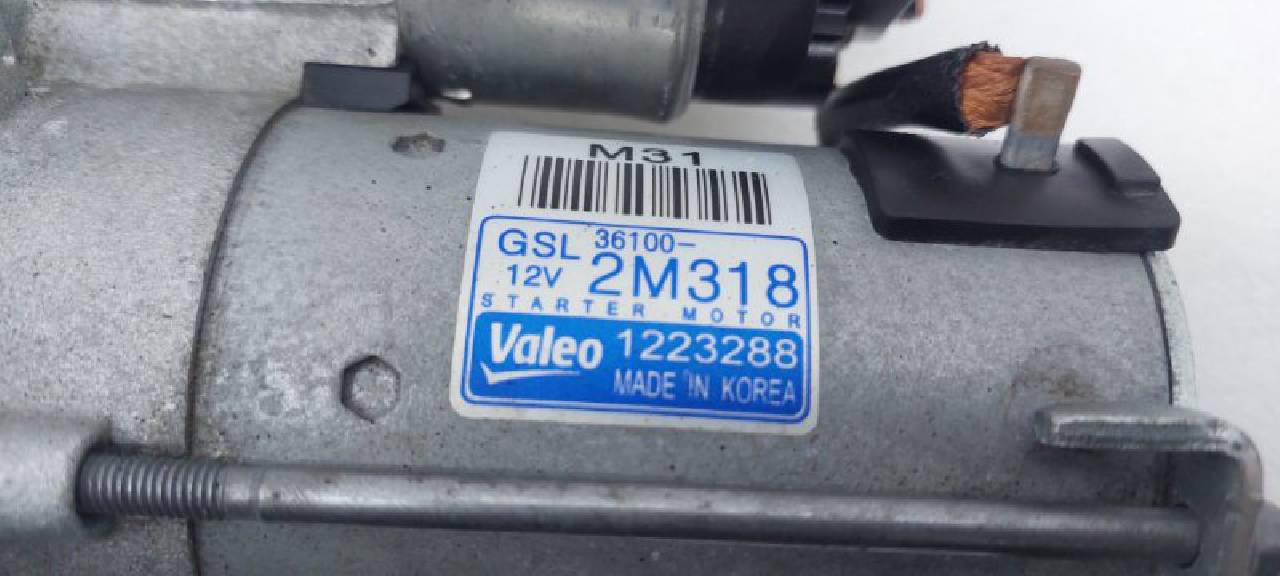 M31
GSL 36100-
12V 2M318
STARTER MOTOR
Valeo 1223288
MADE IN KOREA